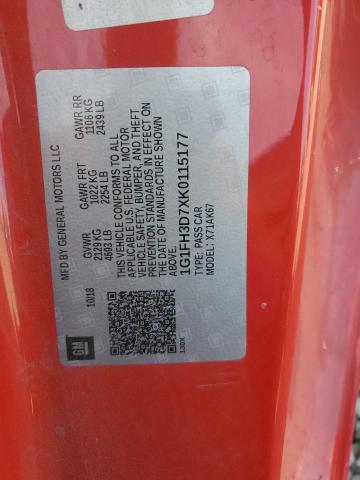 MFD BY GENERAL MOTORS LLC
10/18
GVWR
2129 KG
4693 LB
GAWR FRT
1022 KG
2254 LB
GAWR RR
1106 KG
2439 LB
THIS VEHICLE CONFORMS TO ALL
APPLICABLE U.S. FEDERAL MOTOR
VEHICLE SAFETY, BUMPER, AND THEFT
PREVENTION STANDARDS IN EFFECT ON
THE DATE OF MANUFACTURE SHOWN
ABOVE.
1G1FH3D7XK0115177
TYPE: PASS CAR
MODEL: X71AK67
GM